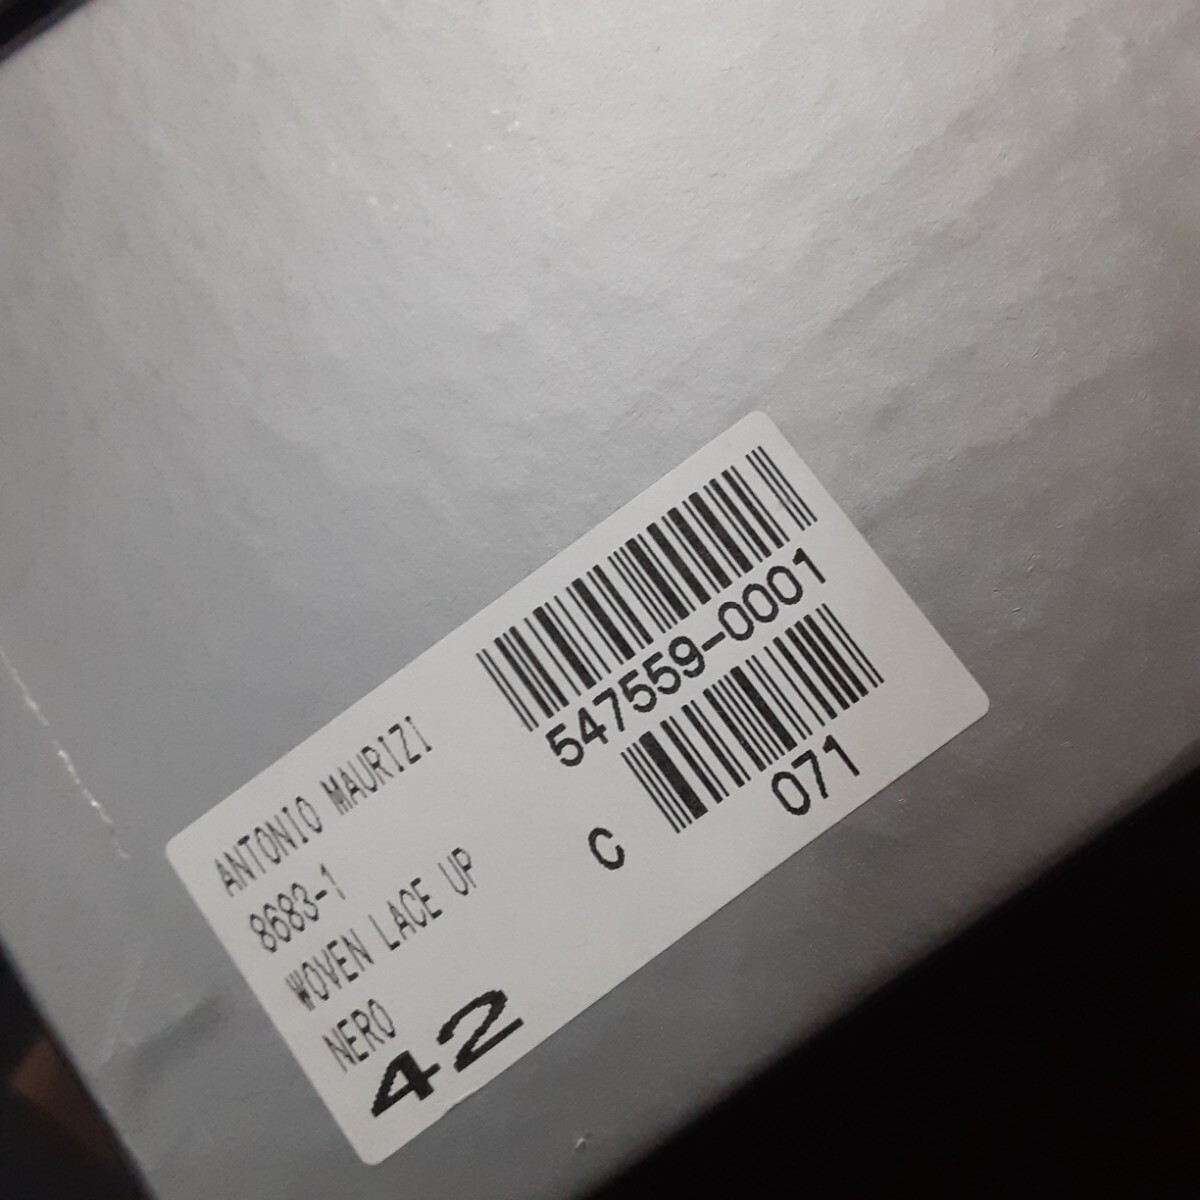 ANTONIO MAURIZI
8683-1
WOVEN LACE UP
NERO
42
547559-0001
C
071